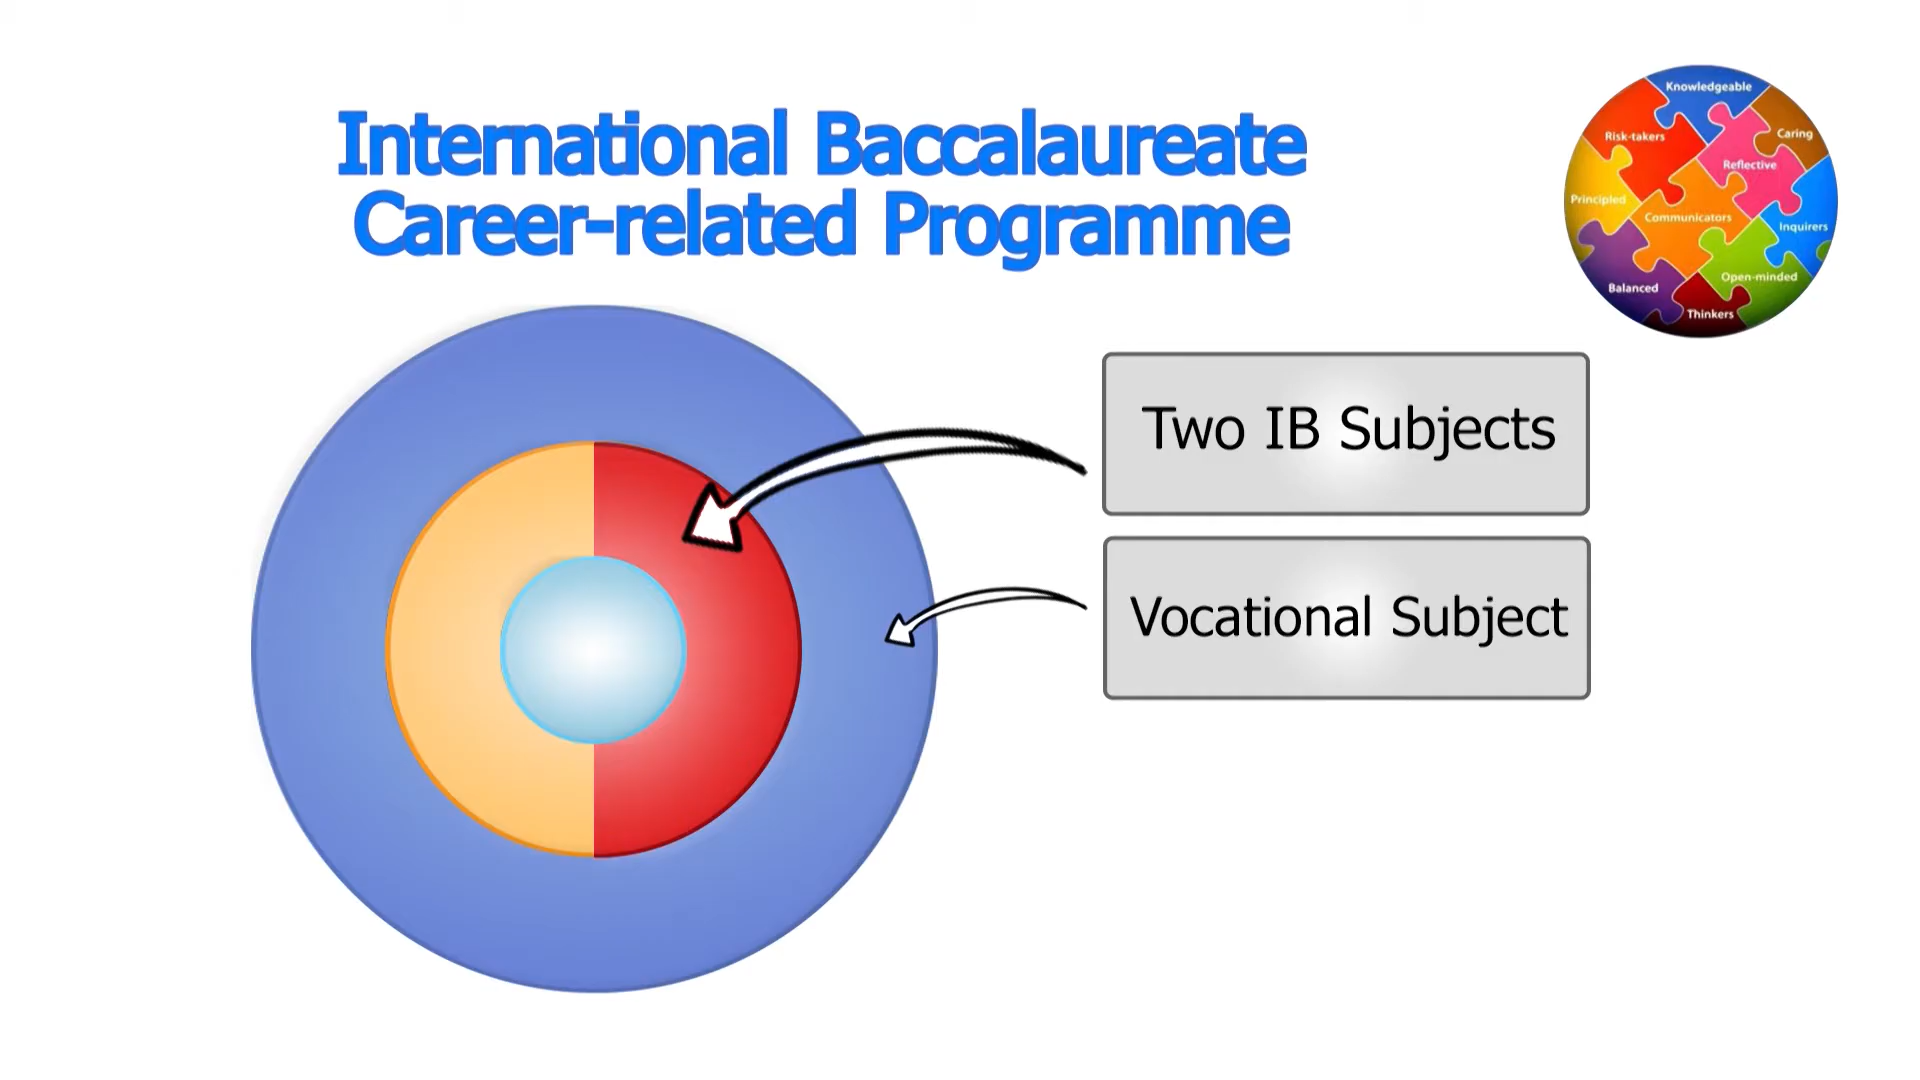 International Baccalaureate
Career-related Programme
Knowledgeable
Risk-takers
Caring
Reflective
Principled
Communicators
Inquirers
Open-minded
Balanced
Thinkers
Two IB Subjects
Vocational Subject